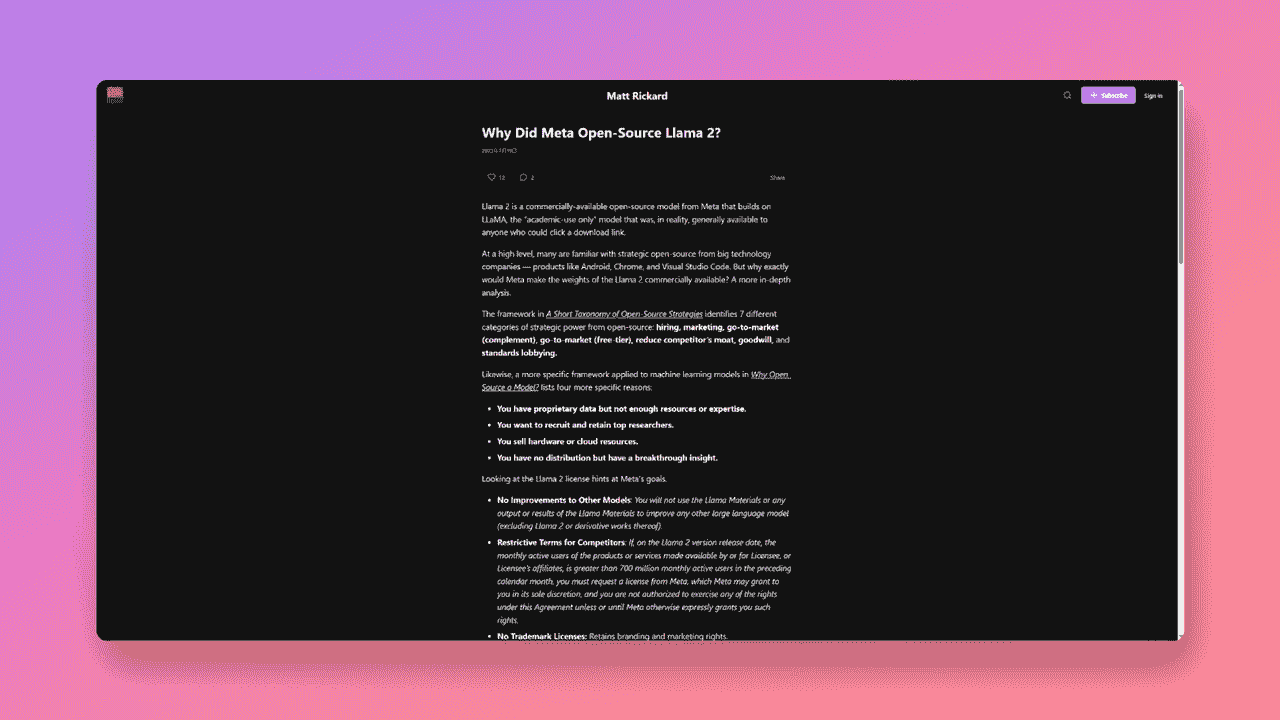 Matt Rickard
Subscribe
Sign in
Why Did Meta Open-Source Llama 2?
12
2
Share
Llama 2 is a commercially-available open-source model from Meta that builds on
LLaMA, the "academic-use only" model that was, in reality, generally available to
anyone who could click a download link.
At a high level, many are familiar with strategic open-source from big technology
companies — products like Android, Chrome, and Visual Studio Code. But why exactly
would Meta make the weights of the Llama 2 commercially available? A more in-depth
analysis.
The framework in A Short Taxonomy of Open-Source Strategies identifies 7 different
categories of strategic power from open-source: hiring, marketing, go-to-market
(complement), go-to-market (free-tier), reduce competitor's moat, goodwill, and
standards lobbying.
Likewise, a more specific framework applied to machine learning models in Why Open
Source a Model? lists four more specific reasons:
• You have proprietary data but not enough resources or expertise.
• You want to recruit and retain top researchers.
• You sell hardware or cloud resources.
• You have no distribution but have a breakthrough insight.
Looking at the Llama 2 license hints at Meta's goals.
• No Improvements to Other Models: You will not use the Llama Materials or any
output or results of the Llama Materials to improve any other large language model
(excluding Llama 2 or derivative works thereof).
• Restrictive Terms for Competitors: If, on the Llama 2 version release date, the
monthly active users of the products or services made available by or for Licensee, or
Licensee's affiliates, is greater than 700 million monthly active users in the preceding
calendar month, you must request a license from Meta, which Meta may grant to
you in its sole discretion, and you are not authorized to exercise any of the rights
under this Agreement unless or until Meta otherwise expressly grants you such
rights.
• No Trademark Licenses: Retains branding and marketing rights.